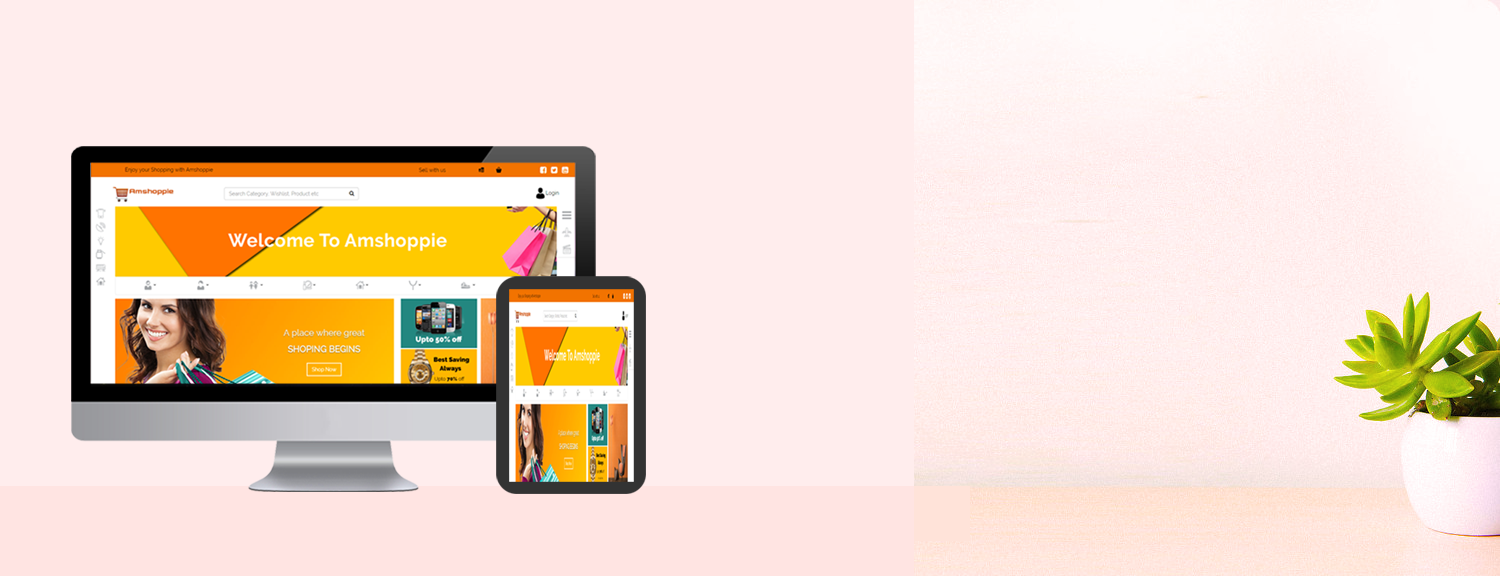 Enjoy your Shopping with Amshoppie
Sell with us
Amshoppie
Search Category, Wishlist, Product etc
Login
Welcome To Amshoppie
A place where great
SHOPING BEGINS
Shop Now
Upto 50% off
Best Saving
Always
Upto 70% off
Welcome To Amshoppie